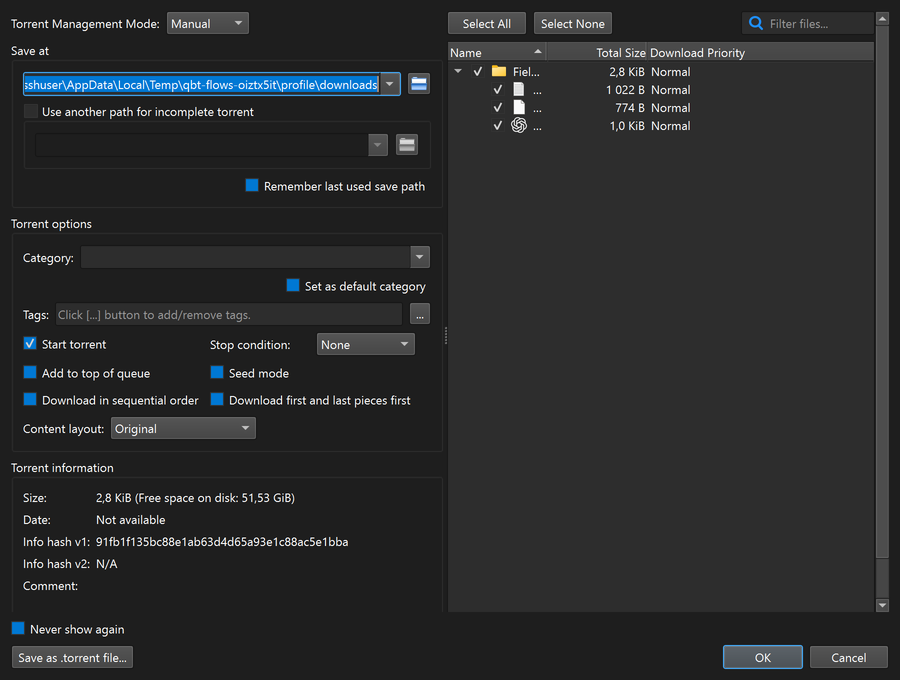 Torrent Management Mode: Manual
Save at
sshuser\AppData\Local\Temp\qbt-flows-oiztx5it\profile\downloads
Use another path for incomplete torrent
Remember last used save path
Torrent options
Category:
Set as default category
Tags: Click [...] button to add/remove tags. ...
Start torrent Stop condition: None
Add to top of queue Seed mode
Download in sequential order Download first and last pieces first
Content layout: Original
Torrent information
Size: 2,8 KiB (Free space on disk: 51,53 GiB)
Date: Not available
Info hash v1: 91fb1f135bc88e1ab63d4d65a93e1c88ac5e1bba
Info hash v2: N/A
Comment:
Never show again
Save as .torrent file...
Select All Select None Filter files...
Name Total Size Download Priority
Fiel... 2,8 KiB Normal
... 1 022 B Normal
... 774 B Normal
... 1,0 KiB Normal
OK Cancel